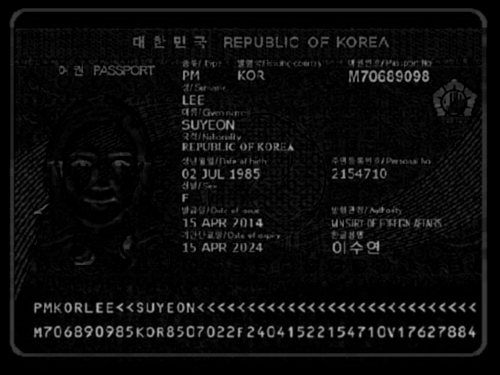 대한민국 REPUBLIC OF KOREA
여권 PASSPORT
종류/Type 발행국/Issuing country 여권번호/Passport No
PM KOR M70689098
성/Surname
LEE
이름/Given names
SUYEON
국적/Nationality
REPUBLIC OF KOREA
생년월일/Date of birth 주민등록번호/Personal No
02 JUL 1985 2154710
성별/Sex
F
발급일/Date of issue 발행관청/Authority
15 APR 2014 MINISTRY OF FOREIGN AFFAIRS
기간만료일/Date of expiry 한글성명
15 APR 2024 이수연
PMKORLEE<<SUYEON<<<<<<<<<<<<<<<<<<<<<<<<<<<<
M706890985KOR8507022F24041522154710V17627884